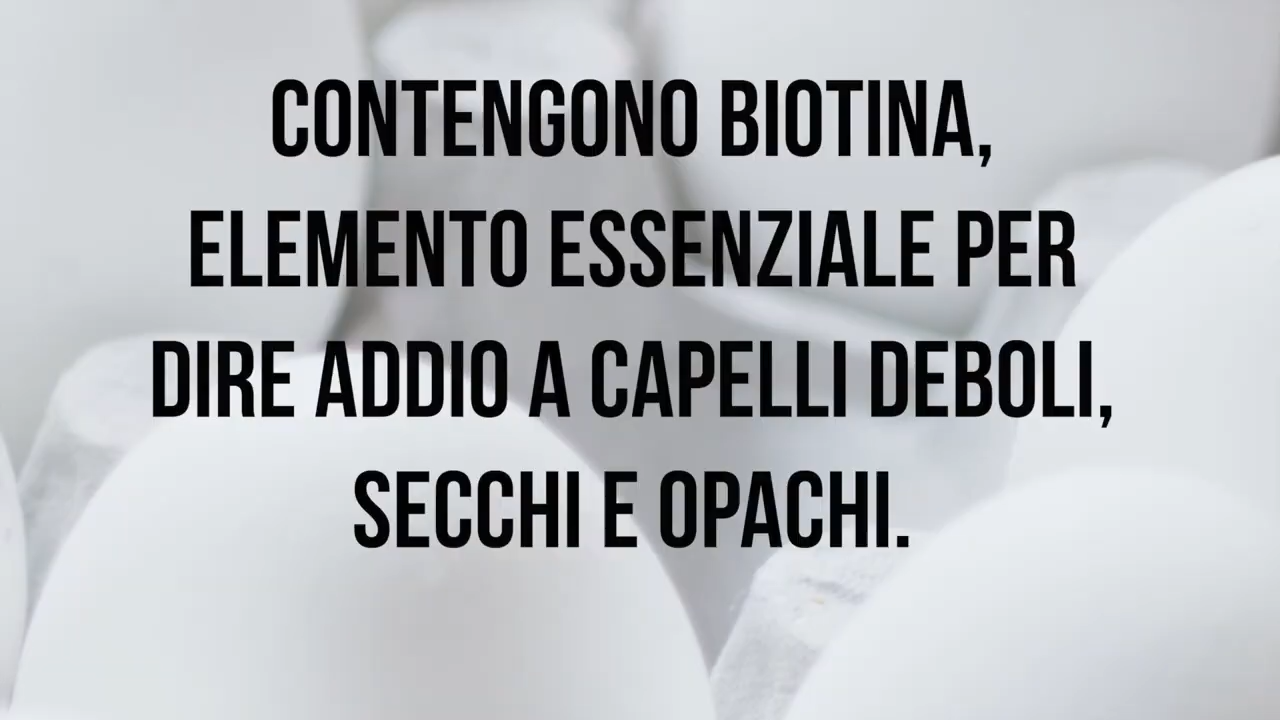 CONTENGONO BIOTINA,
ELEMENTO ESSENZIALE PER
DIRE ADDIO A CAPELLI DEBOLI,
SECCHI E OPACHI.